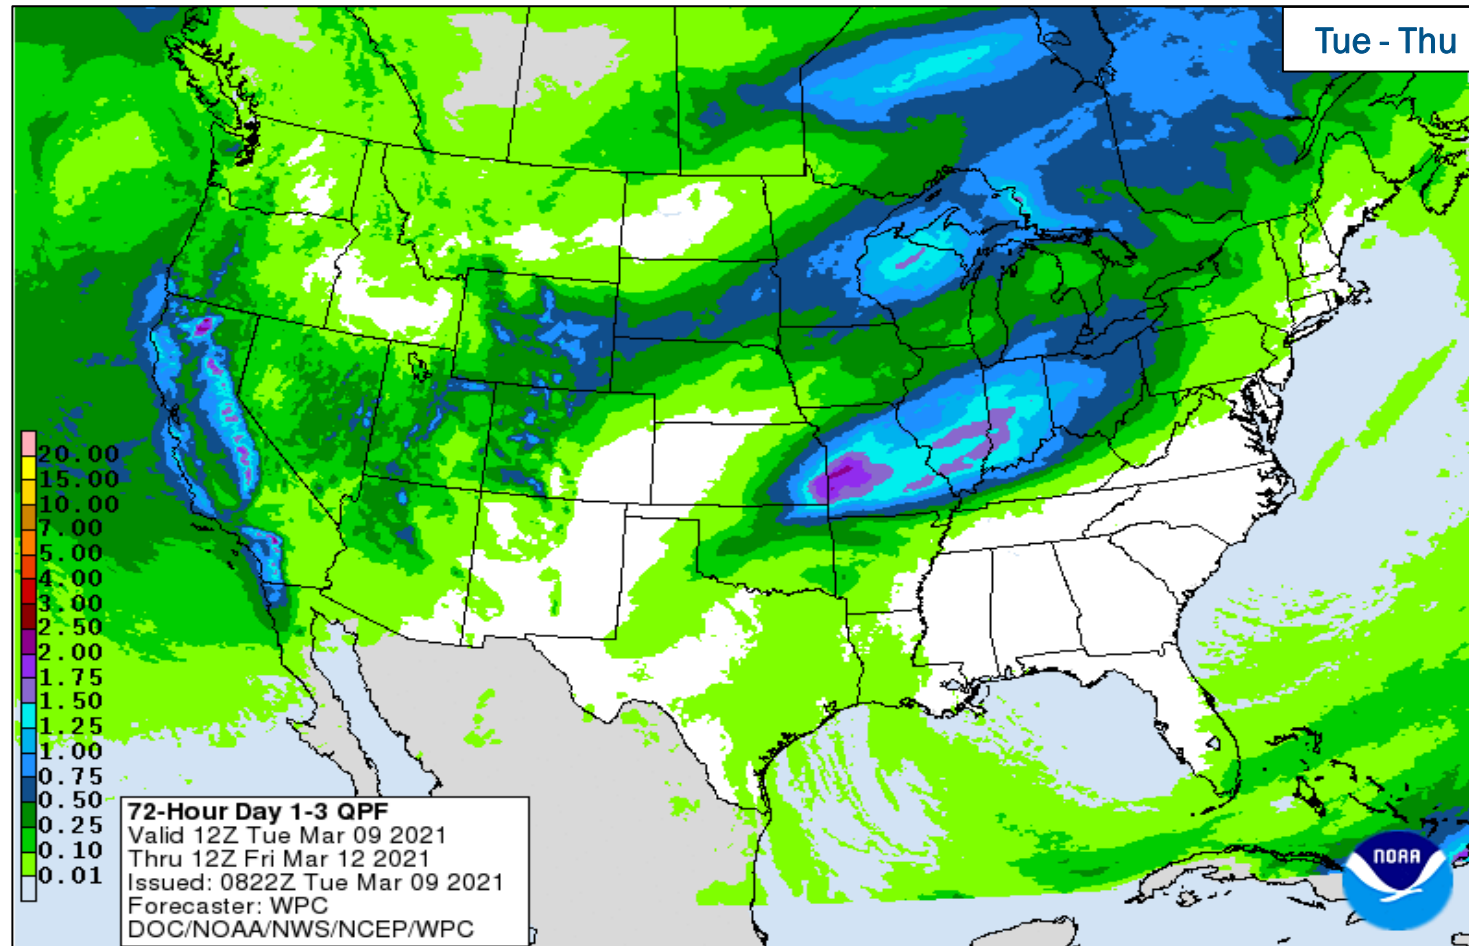 Tue - Thu
20.00
15.00
10.00
7.00
5.00
4.00
3.00
2.50
2.00
1.75
1.50
1.25
1.00
0.75
0.50
0.25
0.10
0.01
72-Hour Day 1-3 QPF
Valid 12Z Tue Mar 09 2021
Thru 12Z Fri Mar 12 2021
Issued: 0822Z Tue Mar 09 2021
Forecaster: WPC
DOC/NOAA/NWS/NCEP/WPC
NOAA